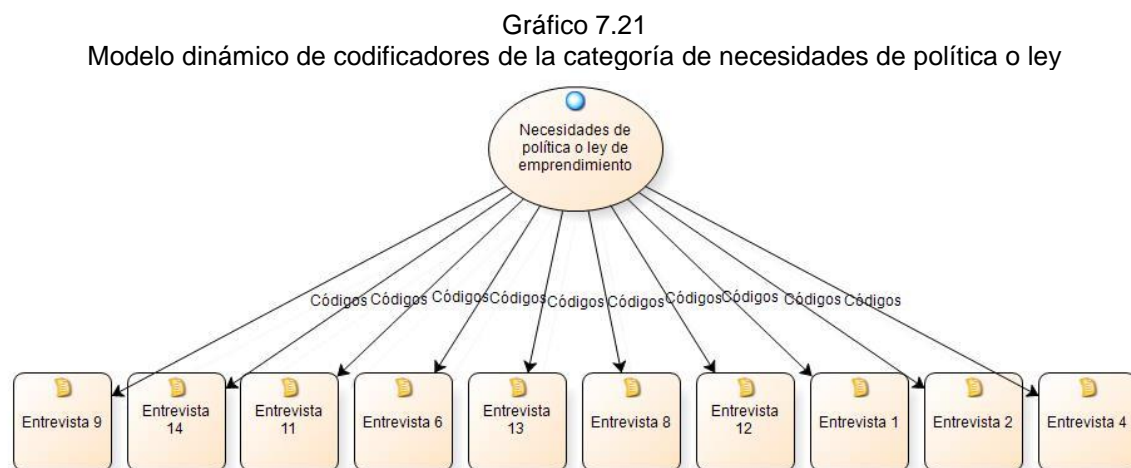 Gráfico 7.21
Modelo dinámico de codificadores de la categoría de necesidades de política o ley
Necesidades de
política o ley de
emprendimiento
Códigos Códigos Códigos Códigos Códigos Códigos Códigos Códigos Códigos Códigos
Entrevista 9
Entrevista
14
Entrevista
11
Entrevista 6
Entrevista
13
Entrevista 8
Entrevista
12
Entrevista 1
Entrevista 2
Entrevista 4